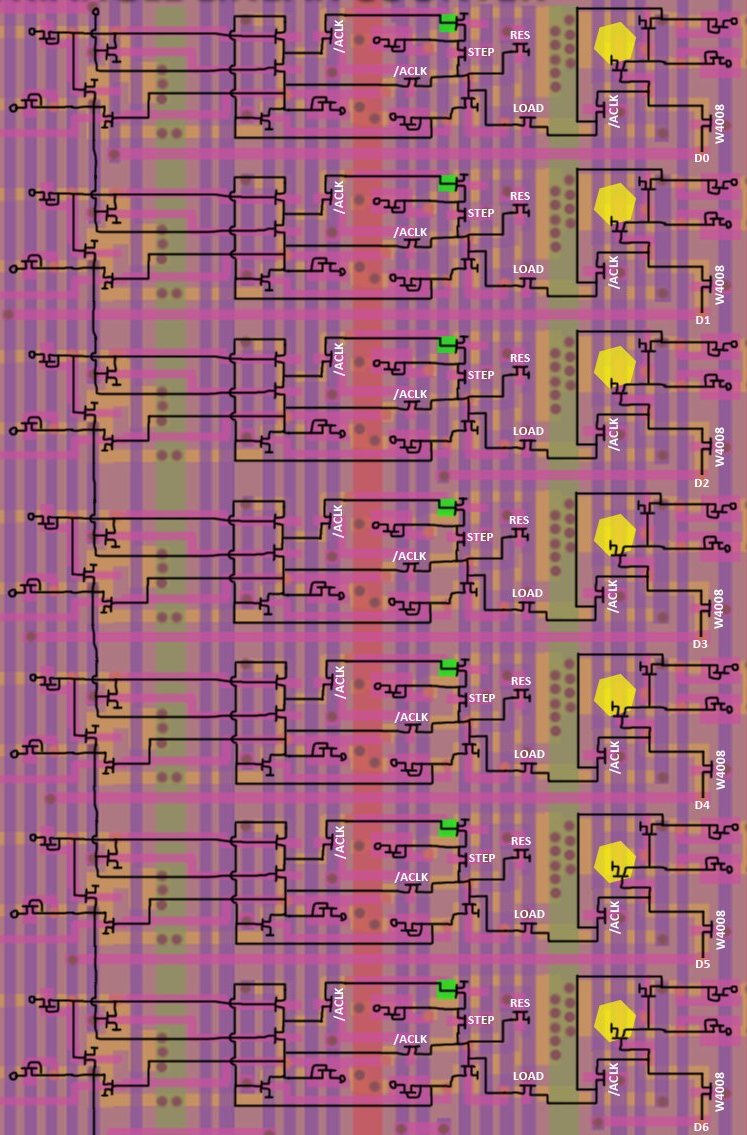 /ACLK
STEP
RES
/ACLK
LOAD
/ACLK
W4008
D0
/ACLK
STEP
RES
/ACLK
LOAD
/ACLK
W4008
D1
/ACLK
STEP
RES
/ACLK
LOAD
/ACLK
W4008
D2
/ACLK
STEP
RES
/ACLK
LOAD
/ACLK
W4008
D3
/ACLK
STEP
RES
/ACLK
LOAD
/ACLK
W4008
D4
/ACLK
STEP
RES
/ACLK
LOAD
/ACLK
W4008
D5
/ACLK
STEP
RES
/ACLK
LOAD
/ACLK
W4008
D6